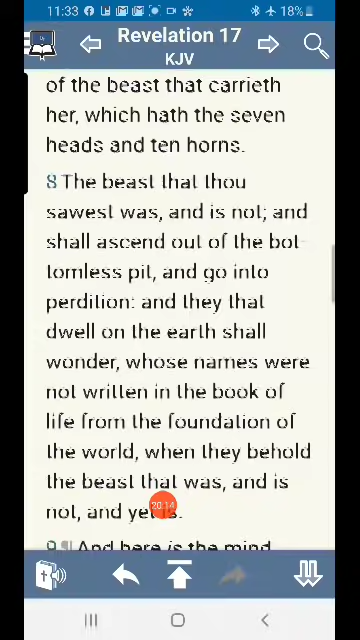 11:33
18%
Revelation 17
KJV
of the beast that carrieth
her, which hath the seven
heads and ten horns.
8 The beast that thou
sawest was, and is not; and
shall ascend out of the bot-
tomless pit, and go into
perdition: and they that
dwell on the earth shall
wonder, whose names were
not written in the book of
life from the foundation of
the world, when they behold
the beast that was, and is
not, and yet is.
20:14
9 ¶ And here is the mind